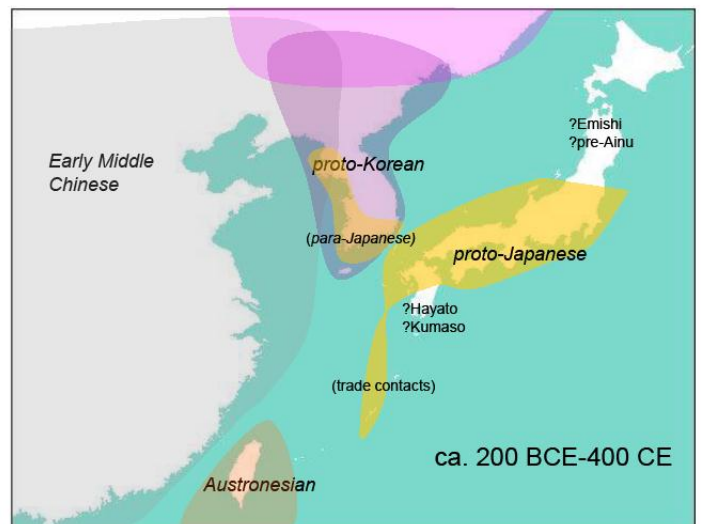 ?Emishi
?pre-Ainu
Early Middle
Chinese
proto-Korean
(para-Japanese)
proto-Japanese
?Hayato
?Kumaso
(trade contacts)
ca. 200 BCE-400 CE
Austronesian